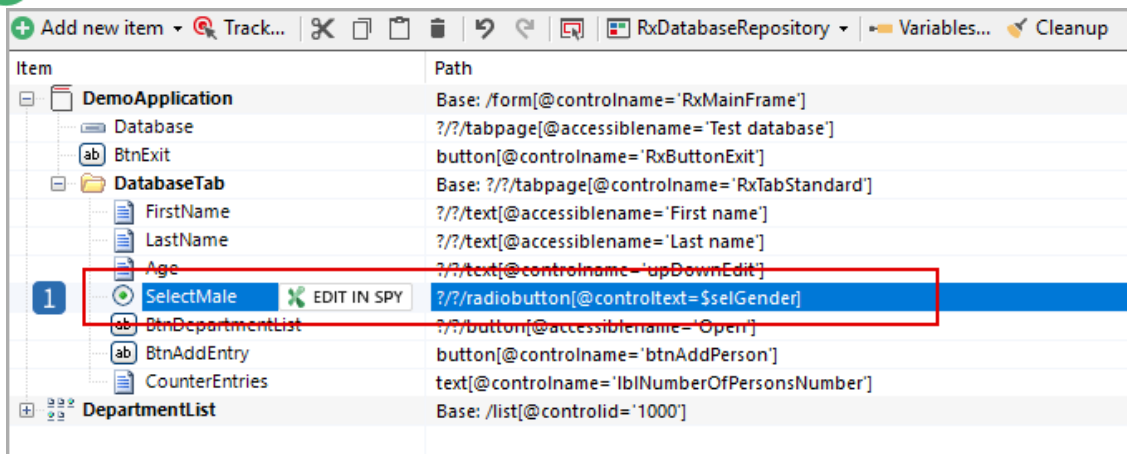 Add new item Track... RxDatabaseRepository Variables... Cleanup
Item Path
DemoApplication Base: /form[@controlname='RxMainFrame']
Database ?/?/tabpage[@accessiblename='Test database']
ab BtnExit button[@controlname='RxButtonExit']
DatabaseTab Base: ?/?/tabpage[@controlname='RxTabStandard']
FirstName ?/?/text[@accessiblename='First name']
LastName ?/?/text[@accessiblename='Last name']
Age ?/?/text[@controlname='upDownEdit']
1 SelectMale EDIT IN SPY ?/?/radiobutton[@controltext=$selGender]
ab BtnDepartmentList ?/?/button[@accessiblename='Open']
ab BtnAddEntry button[@controlname='btnAddPerson']
CounterEntries text[@controlname='lblNumberOfPersonsNumber']
DepartmentList Base: /list[@controlid='1000']